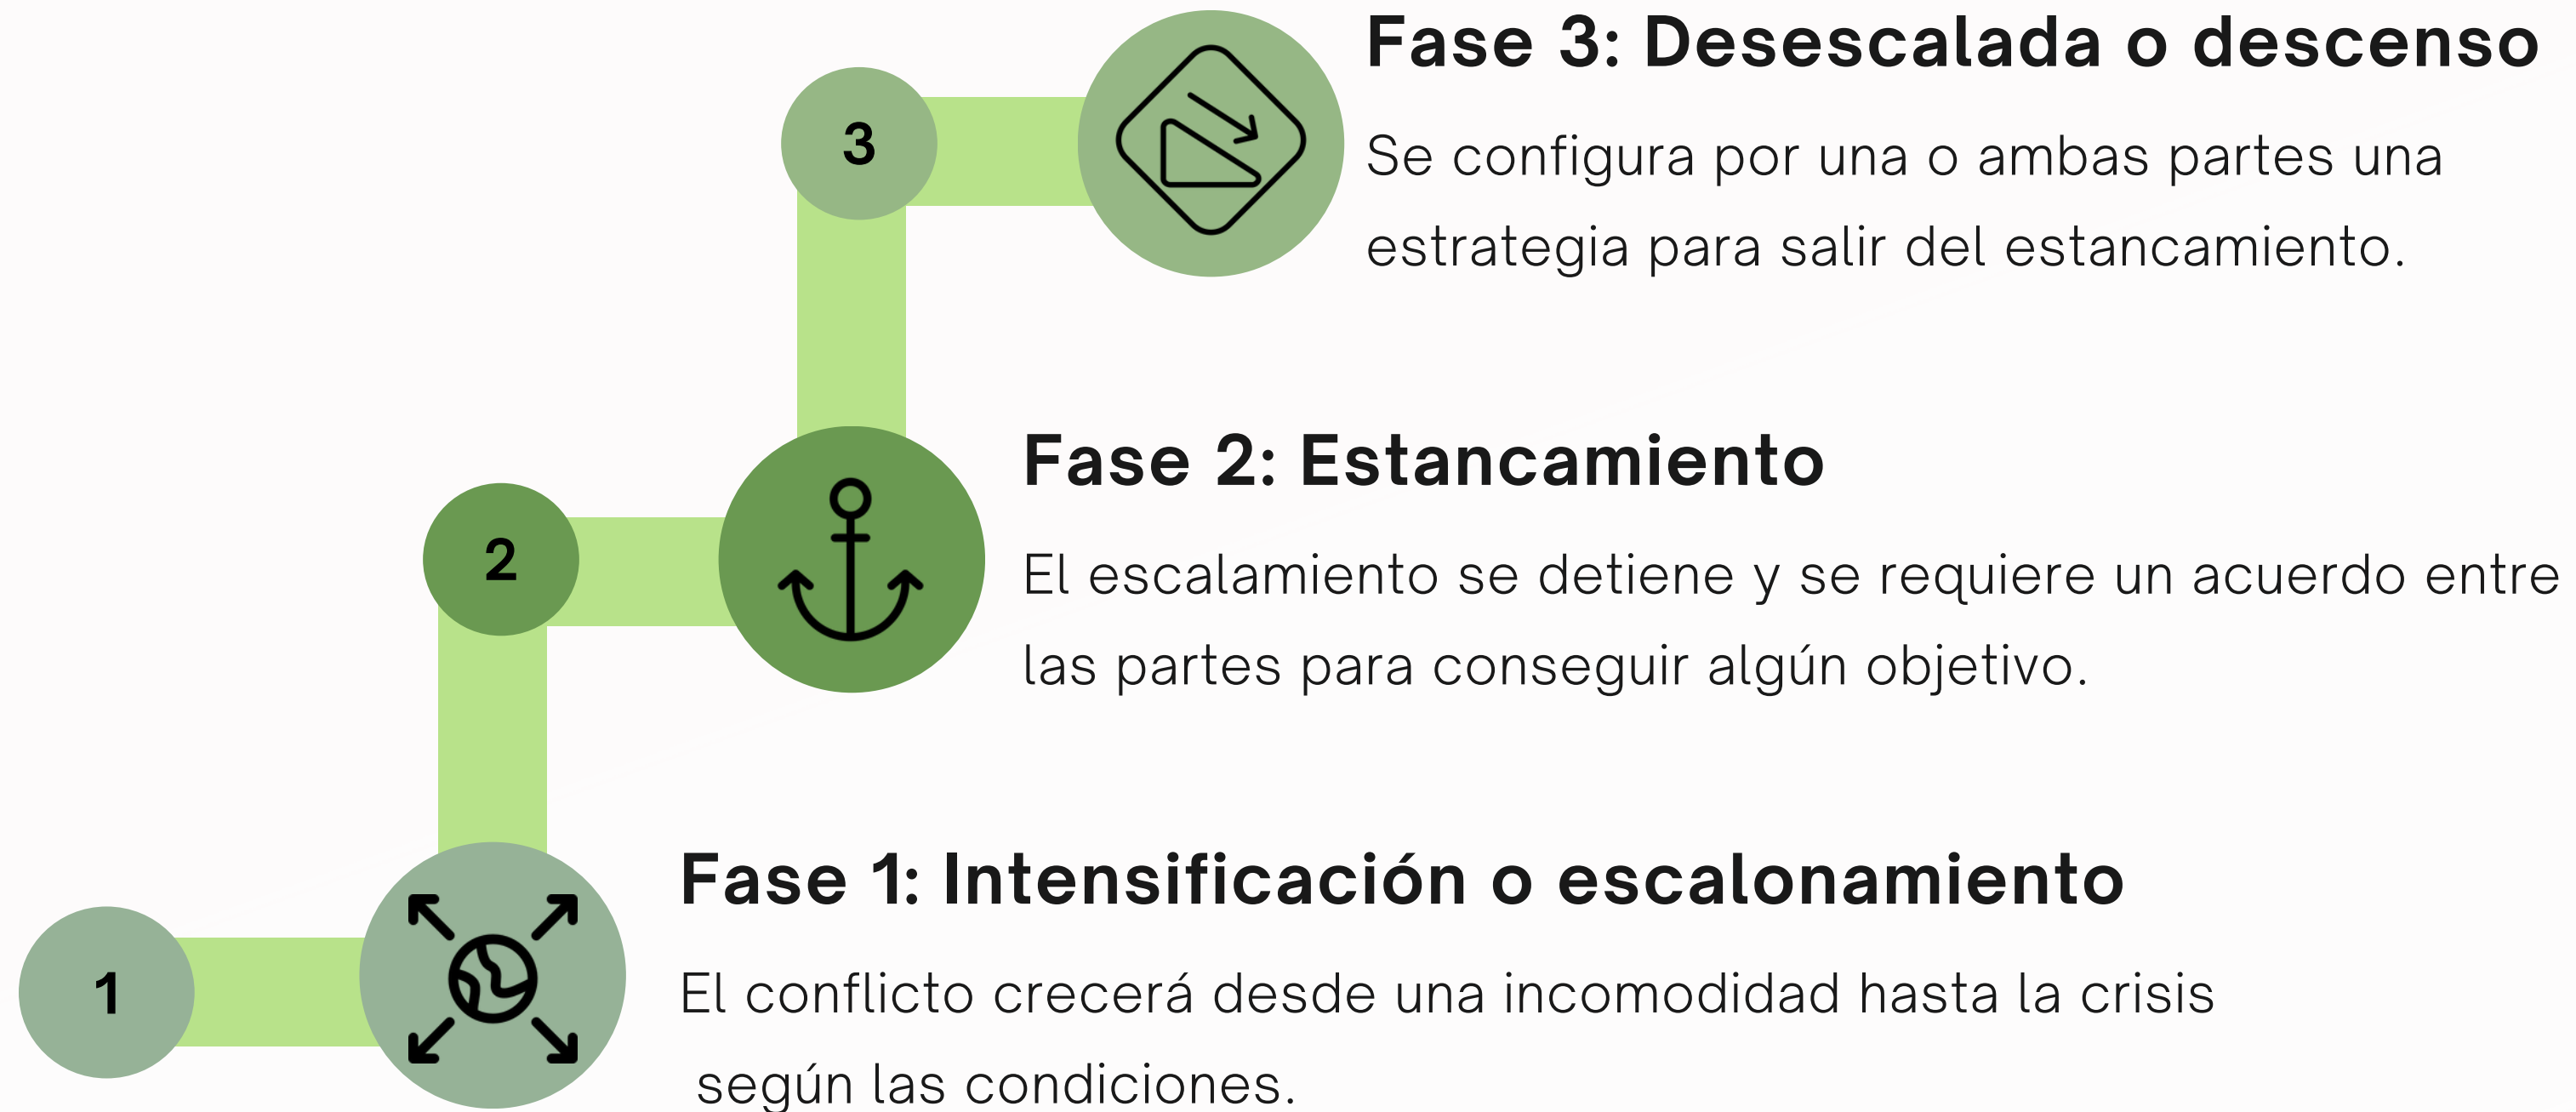 3
Fase 3: Desescalada o descenso
Se configura por una o ambas partes una
estrategia para salir del estancamiento.
2
Fase 2: Estancamiento
El escalamiento se detiene y se requiere un acuerdo entre
las partes para conseguir algún objetivo.
1
Fase 1: Intensificación o escalonamiento
El conflicto crecerá desde una incomodidad hasta la crisis
según las condiciones.